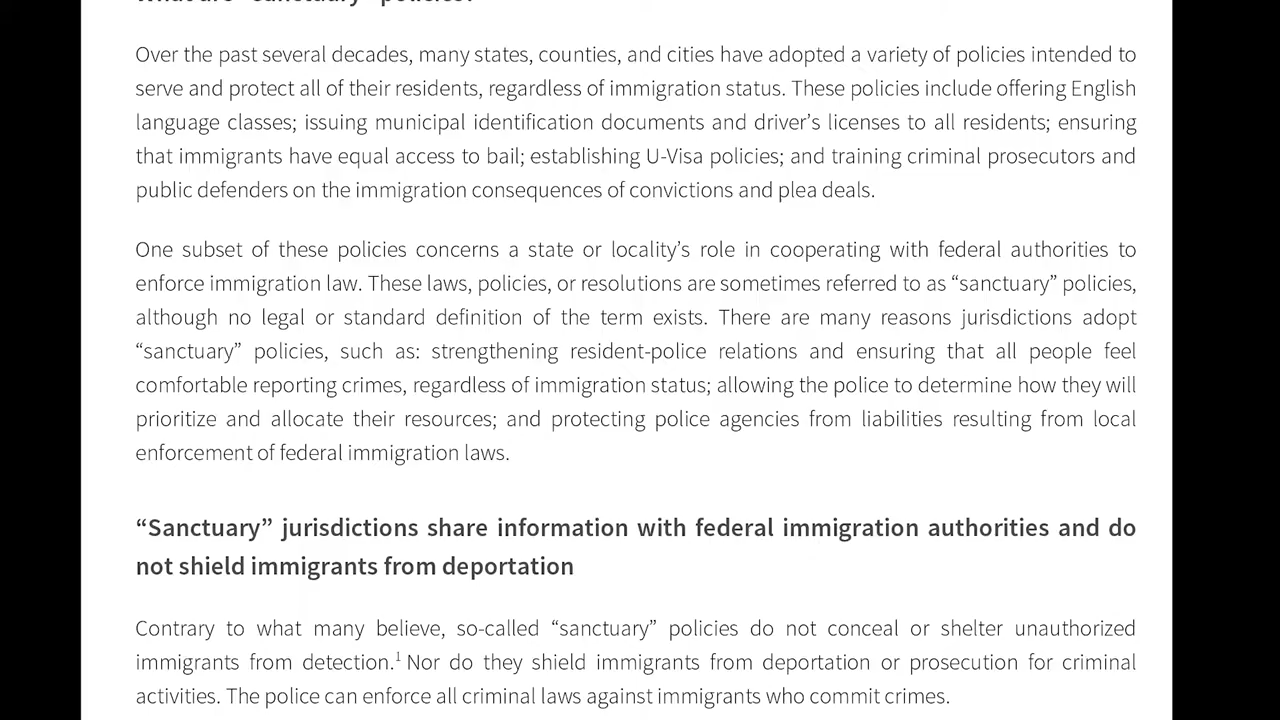 What are “sanctuary” policies?
Over the past several decades, many states, counties, and cities have adopted a variety of policies intended to
serve and protect all of their residents, regardless of immigration status. These policies include offering English
language classes; issuing municipal identification documents and driver’s licenses to all residents; ensuring
that immigrants have equal access to bail; establishing U-Visa policies; and training criminal prosecutors and
public defenders on the immigration consequences of convictions and plea deals.
One subset of these policies concerns a state or locality’s role in cooperating with federal authorities to
enforce immigration law. These laws, policies, or resolutions are sometimes referred to as “sanctuary” policies,
although no legal or standard definition of the term exists. There are many reasons jurisdictions adopt
“sanctuary” policies, such as: strengthening resident-police relations and ensuring that all people feel
comfortable reporting crimes, regardless of immigration status; allowing the police to determine how they will
prioritize and allocate their resources; and protecting police agencies from liabilities resulting from local
enforcement of federal immigration laws.
“Sanctuary” jurisdictions share information with federal immigration authorities and do
not shield immigrants from deportation
Contrary to what many believe, so-called “sanctuary” policies do not conceal or shelter unauthorized
immigrants from detection.1 Nor do they shield immigrants from deportation or prosecution for criminal
activities. The police can enforce all criminal laws against immigrants who commit crimes.